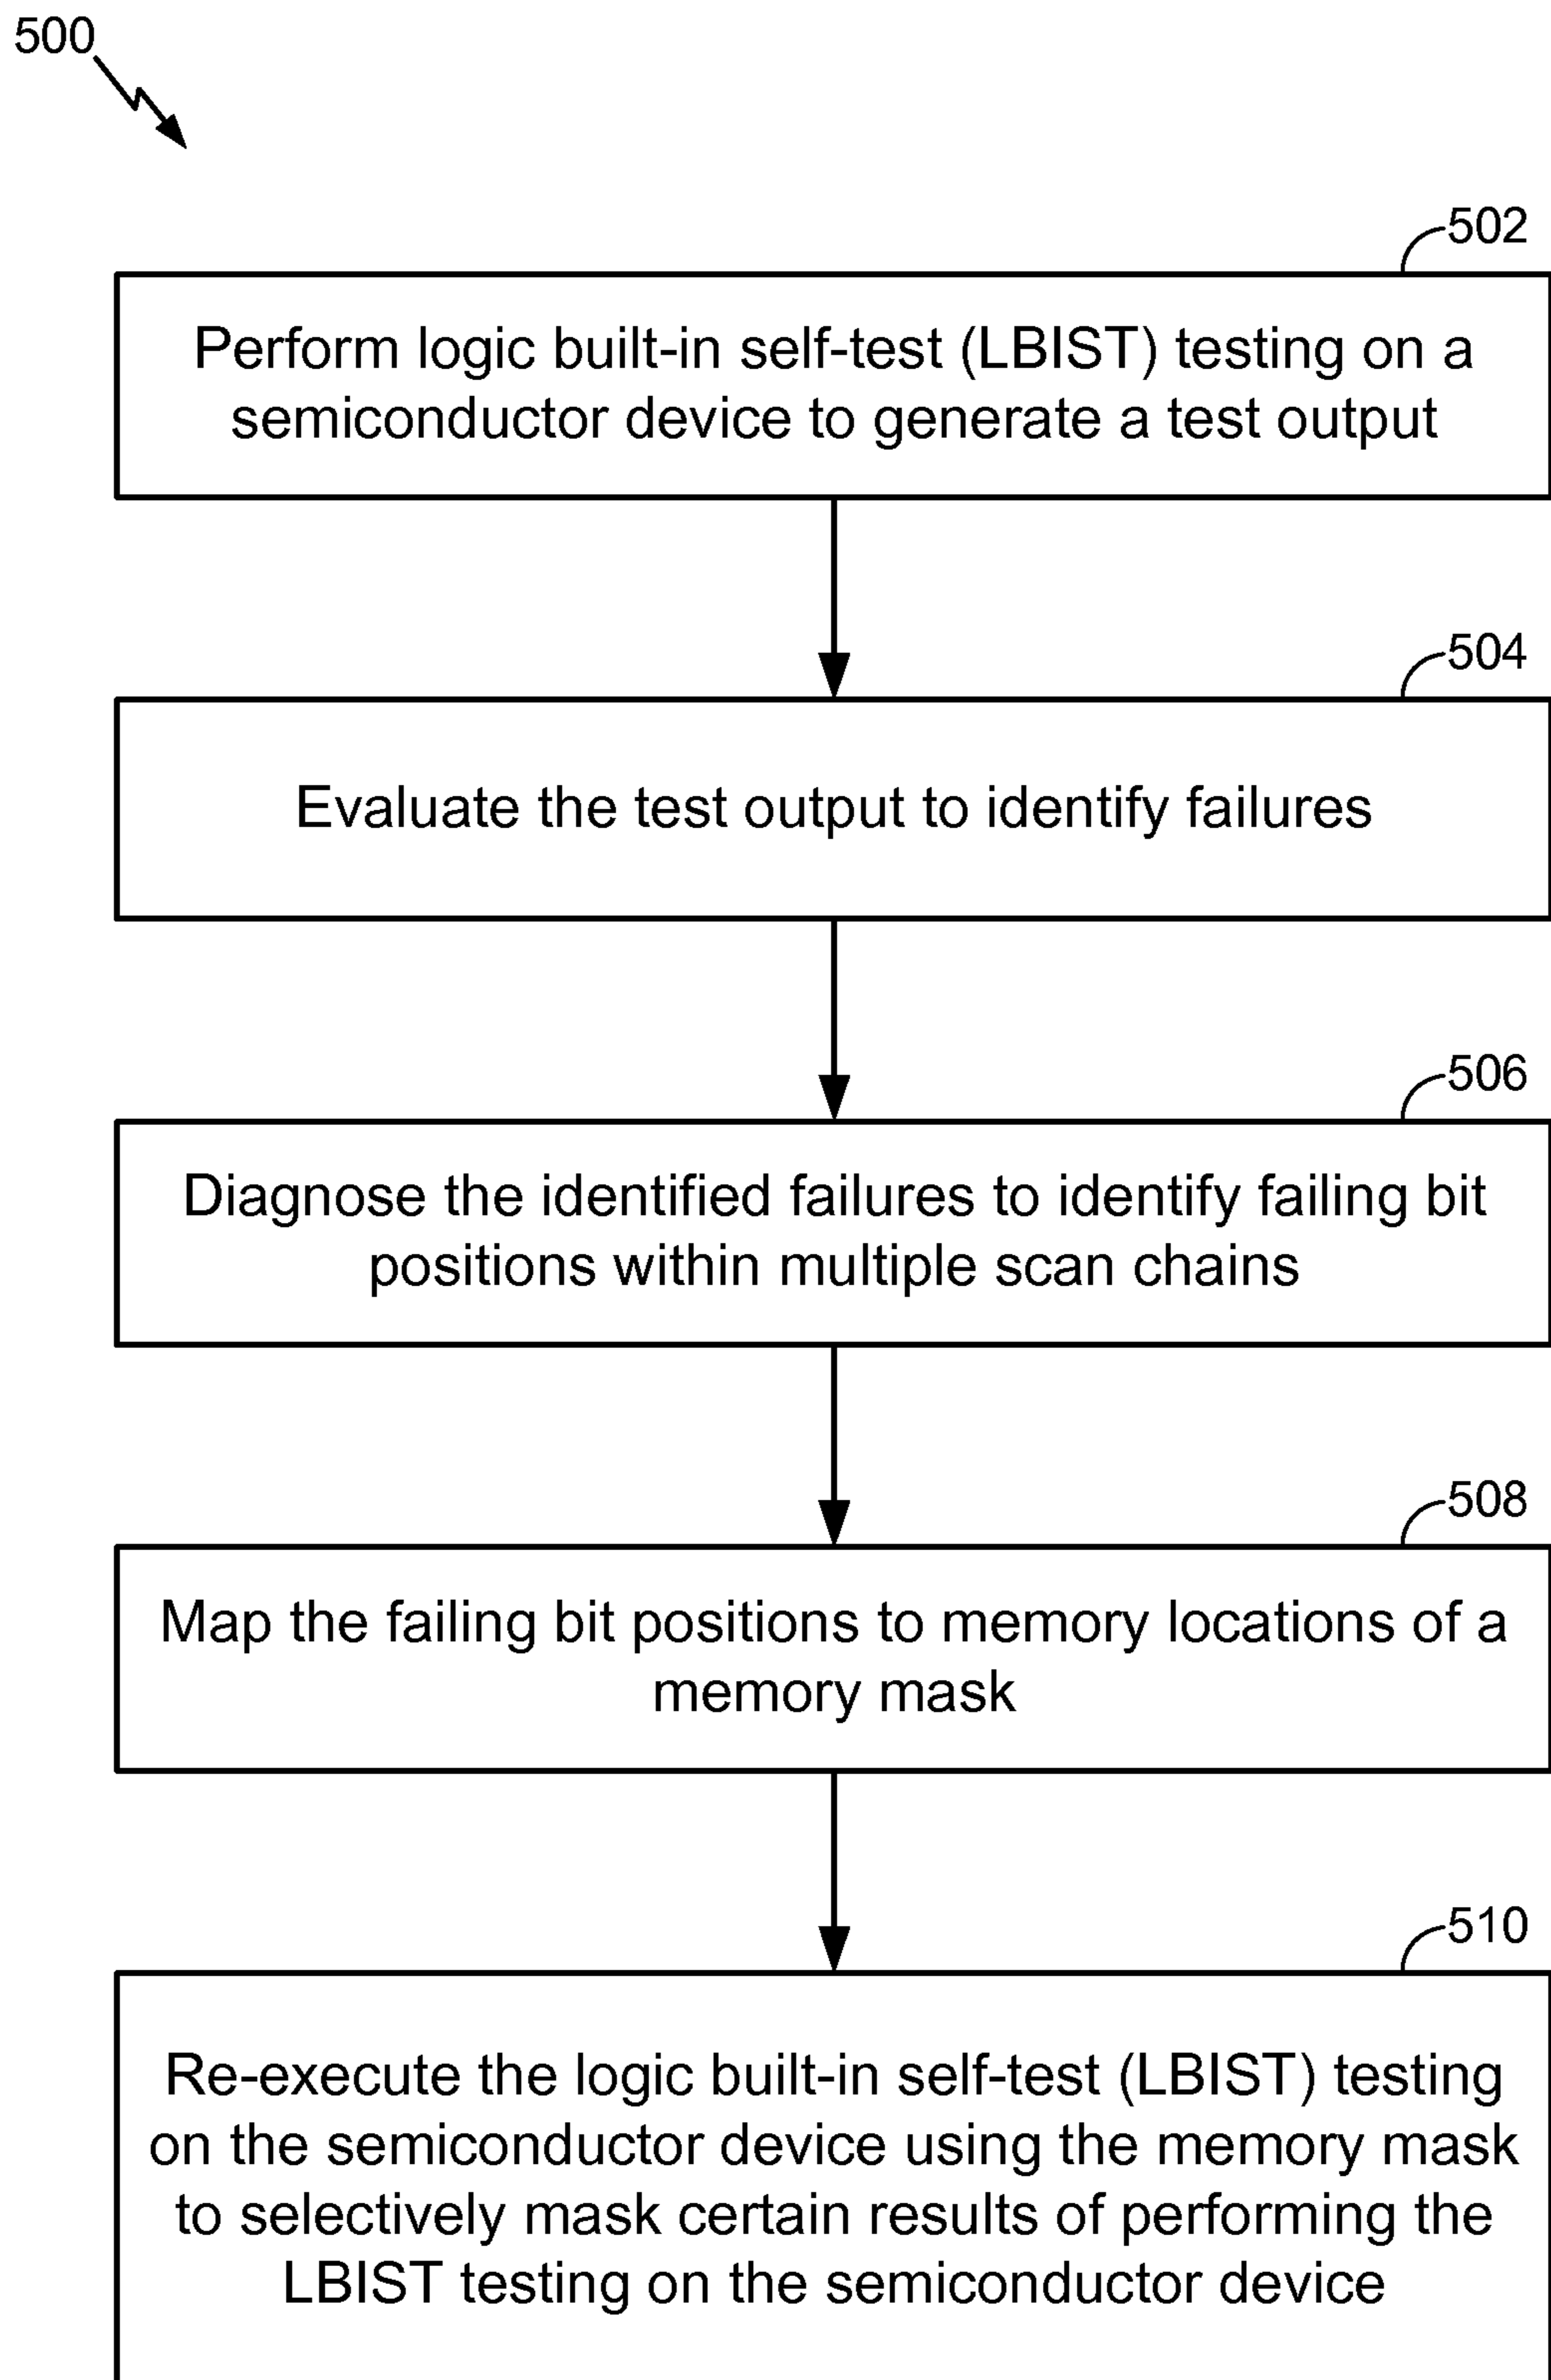 500
502
Perform logic built-in self-test (LBIST) testing on a
semiconductor device to generate a test output
504
Evaluate the test output to identify failures
506
Diagnose the identified failures to identify failing bit
positions within multiple scan chains
508
Map the failing bit positions to memory locations of a
memory mask
510
Re-execute the logic built-in self-test (LBIST) testing
on the semiconductor device using the memory mask
to selectively mask certain results of performing the
LBIST testing on the semiconductor device